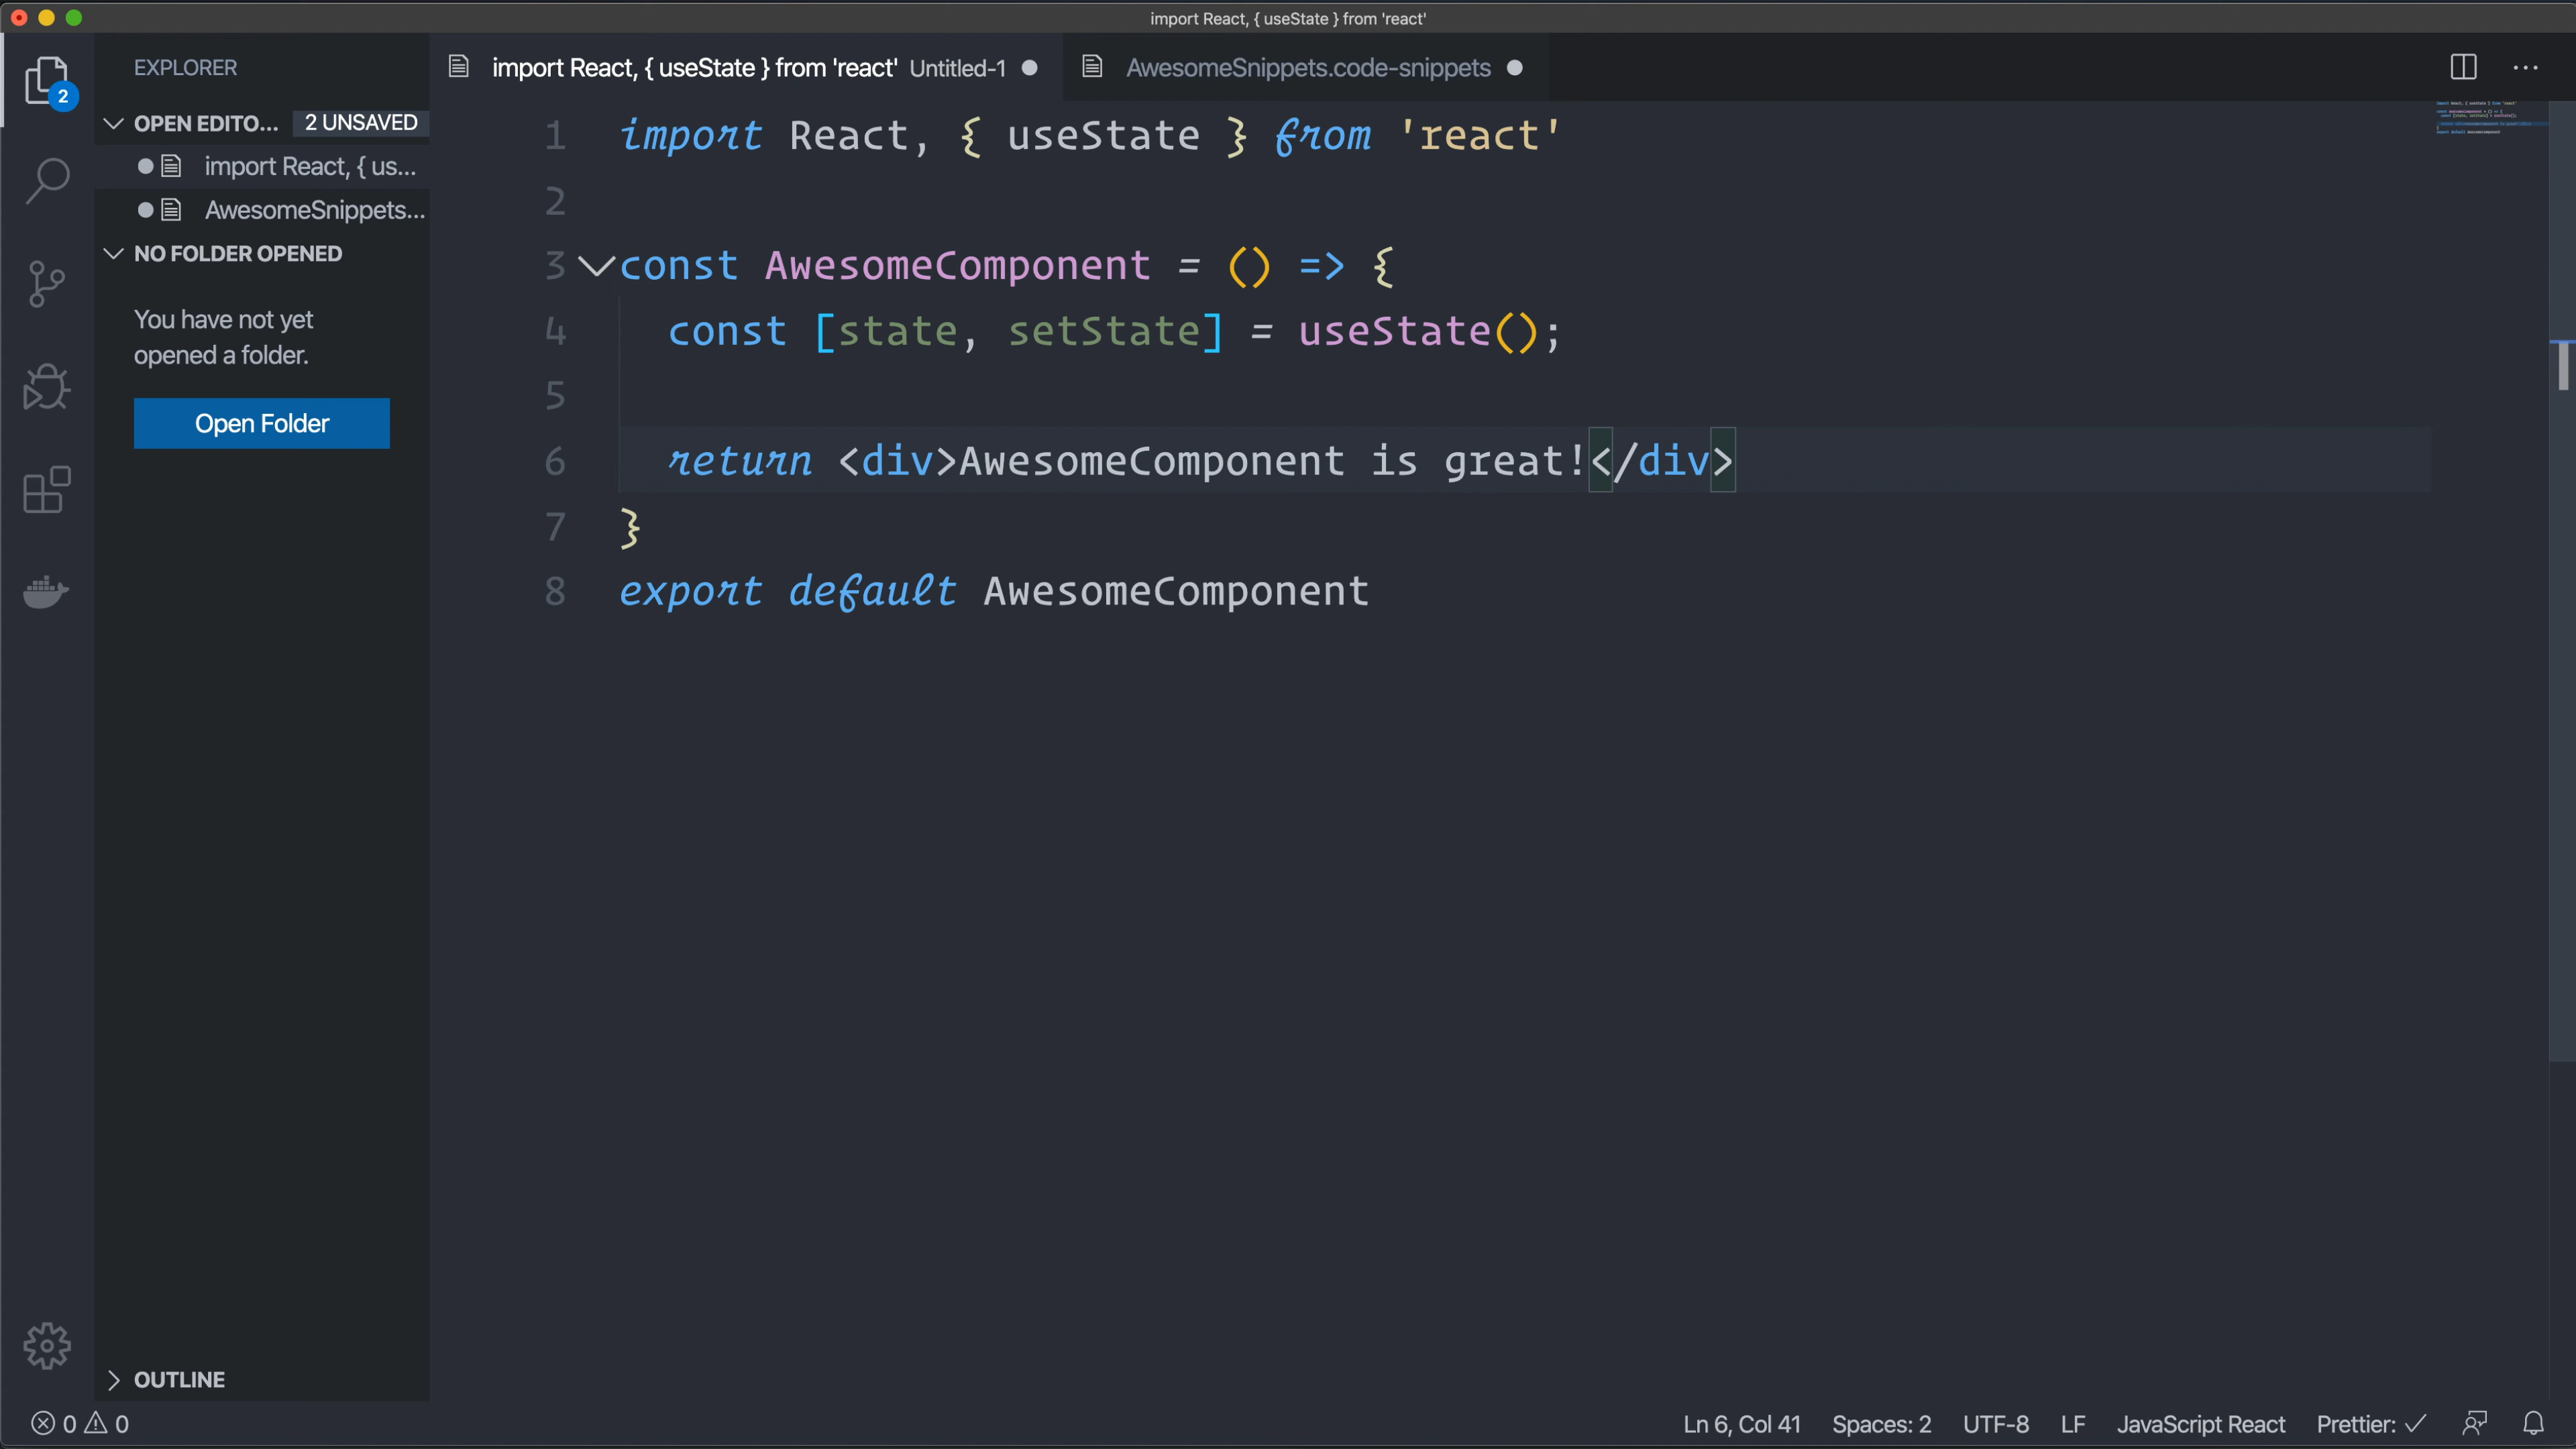 import React, { useState } from 'react'
EXPLORER
OPEN EDITO... 2 UNSAVED
import React, { us...
AwesomeSnippets...
NO FOLDER OPENED
You have not yet
opened a folder.
Open Folder
OUTLINE
2
import React, { useState } from 'react' Untitled-1
AwesomeSnippets.code-snippets
1 import React, { useState } from 'react'
2
3 const AwesomeComponent = () => {
4 const [state, setState] = useState();
5
6 return <div>AwesomeComponent is great!</div>
7 }
8 export default AwesomeComponent
0 0
Ln 6, Col 41 Spaces: 2 UTF-8 LF JavaScript React Prettier: ✓